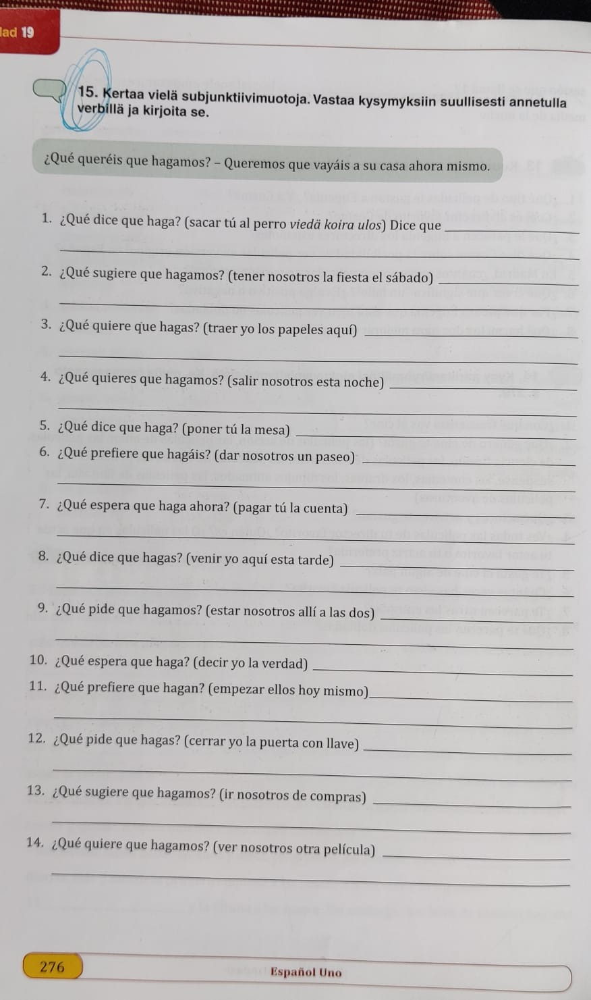 dad 19
15. Kertaa vielä subjunktiivimuotoja. Vastaa kysymyksiin suullisesti annetulla
verbillä ja kirjoita se.
¿Qué queréis que hagamos? – Queremos que vayáis a su casa ahora mismo.
1. ¿Qué dice que haga? (sacar tú al perro viedä koira ulos) Dice que
2. ¿Qué sugiere que hagamos? (tener nosotros la fiesta el sábado)
3. ¿Qué quiere que hagas? (traer yo los papeles aquí)
4. ¿Qué quieres que hagamos? (salir nosotros esta noche)
5. ¿Qué dice que haga? (poner tú la mesa)
6. ¿Qué prefiere que hagáis? (dar nosotros un paseo)
7. ¿Qué espera que haga ahora? (pagar tú la cuenta)
8. ¿Qué dice que hagas? (venir yo aquí esta tarde)
9. ¿Qué pide que hagamos? (estar nosotros allí a las dos)
10. ¿Qué espera que haga? (decir yo la verdad)
11. ¿Qué prefiere que hagan? (empezar ellos hoy mismo)
12. ¿Qué pide que hagas? (cerrar yo la puerta con llave)
13. ¿Qué sugiere que hagamos? (ir nosotros de compras)
14. ¿Qué quiere que hagamos? (ver nosotros otra película)
276
Español Uno